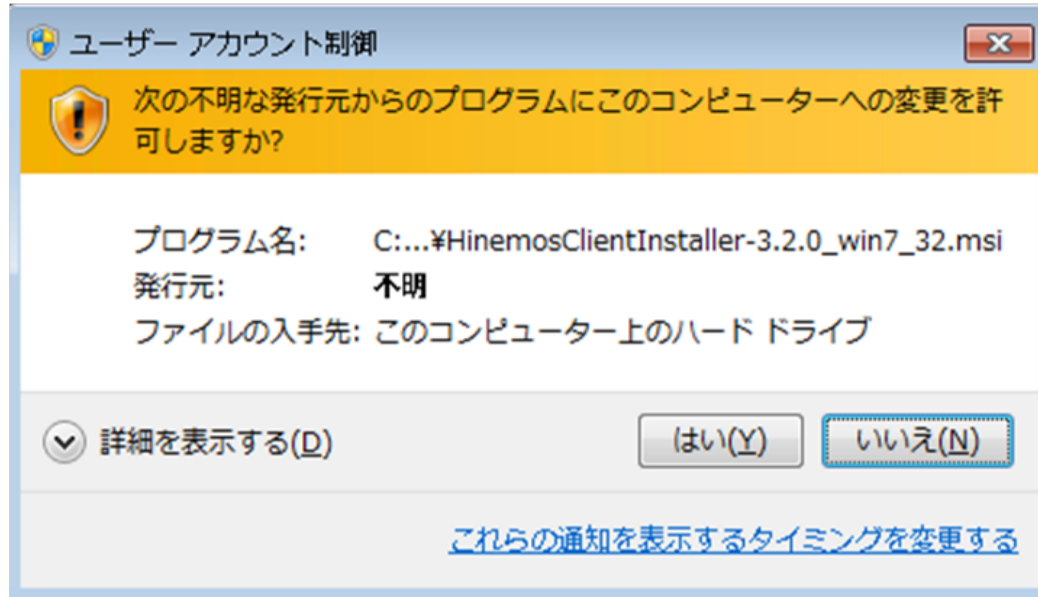 ユーザー アカウント制御
次の不明な発行元からのプログラムにこのコンピューターへの変更を許
可しますか?
プログラム名: C:...¥HinemosClientInstaller-3.2.0_win7_32.msi
発行元: 不明
ファイルの入手先: このコンピューター上のハード ドライブ
詳細を表示する(D) はい(Y) いいえ(N)
これらの通知を表示するタイミングを変更する